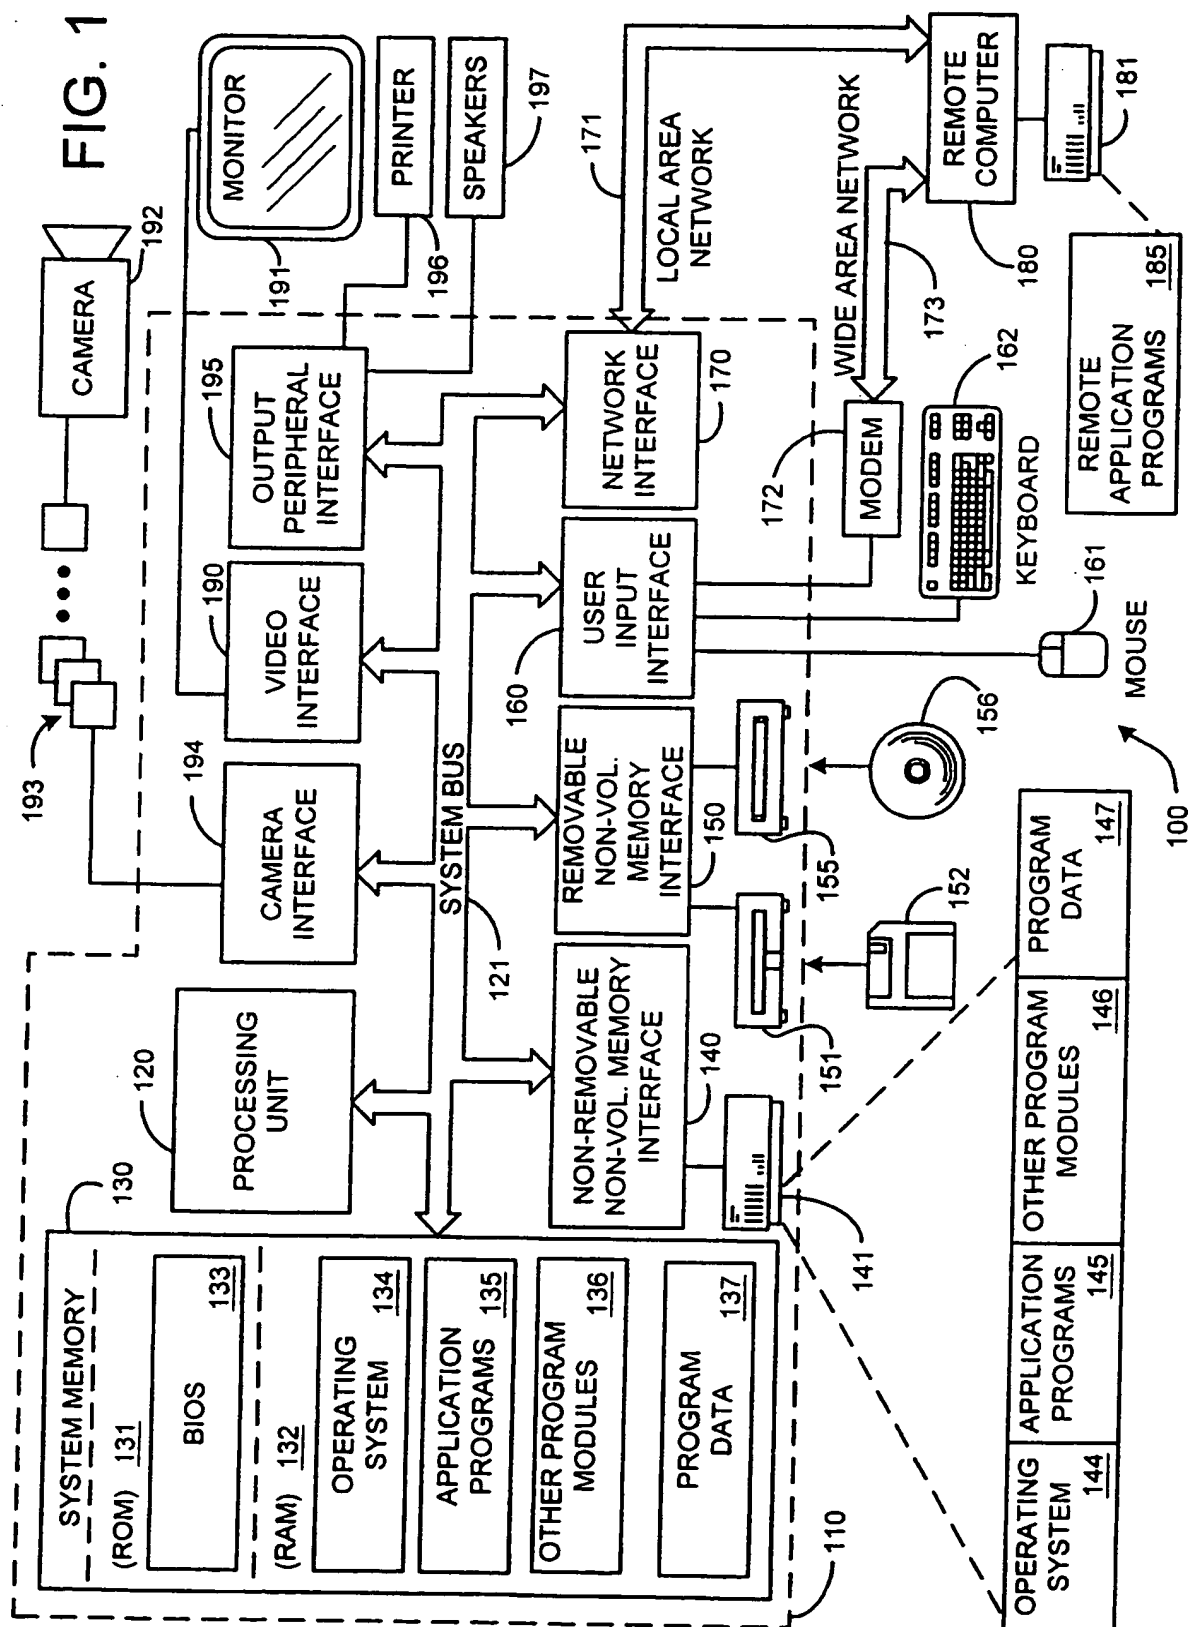 FIG. 1
CAMERA
192
193
MONITOR
191
PRINTER
196
SPEAKERS
197
SYSTEM MEMORY
130
(ROM) 131
BIOS
133
(RAM) 132
OPERATING
SYSTEM
134
APPLICATION
PROGRAMS
135
OTHER PROGRAM
MODULES
136
PROGRAM
DATA
137
110
120
PROCESSING
UNIT
194
CAMERA
INTERFACE
190
VIDEO
INTERFACE
195
OUTPUT
PERIPHERAL
INTERFACE
SYSTEM BUS
121
NON-REMOVABLE
NON-VOL. MEMORY
INTERFACE
140
REMOVABLE
NON-VOL.
MEMORY
INTERFACE
150
160
USER
INPUT
INTERFACE
NETWORK
INTERFACE
170
171
LOCAL AREA
NETWORK
WIDE AREA NETWORK
173
172
MODEM
REMOTE
COMPUTER
180
181
141
151
152
155
156
MOUSE
161
KEYBOARD
162
REMOTE
APPLICATION
PROGRAMS
185
OPERATING
SYSTEM
144
APPLICATION
PROGRAMS
145
OTHER PROGRAM
MODULES
146
PROGRAM
DATA
147
100